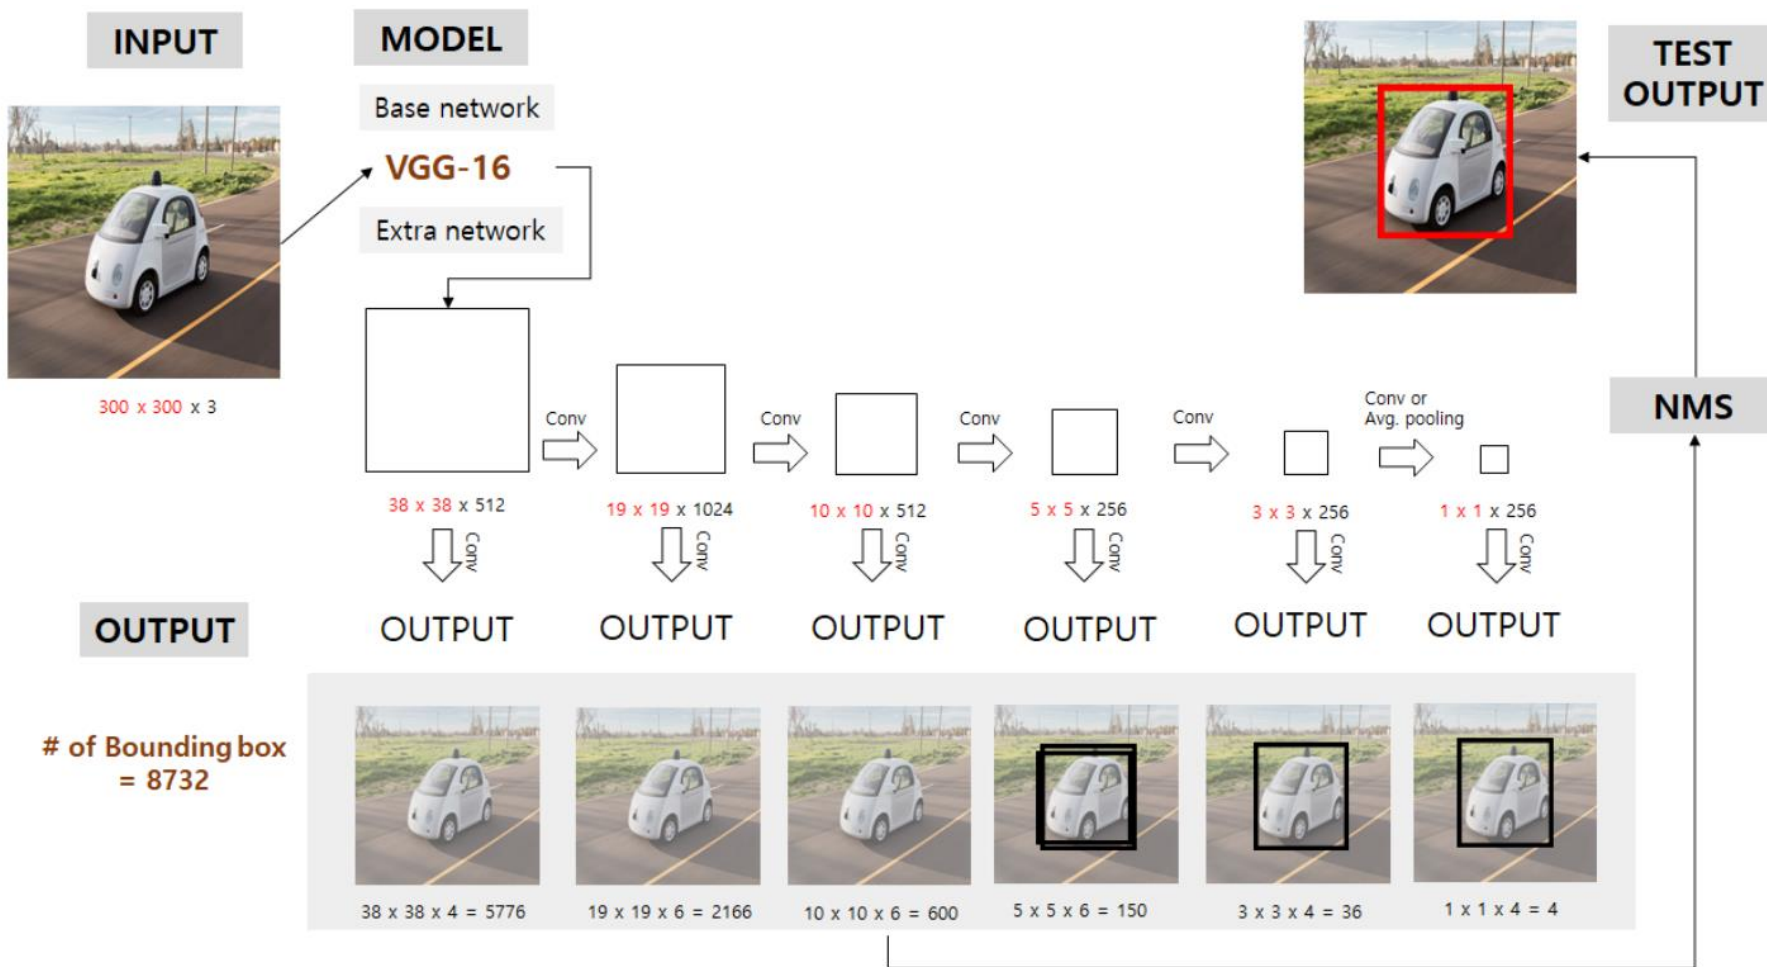 INPUT
MODEL
Base network
VGG-16
Extra network
300 x 300 x 3
TEST
OUTPUT
NMS
Conv
Conv
Conv
Conv
Conv or
Avg. pooling
38 x 38 x 512
19 x 19 x 1024
10 x 10 x 512
5 x 5 x 256
3 x 3 x 256
1 x 1 x 256
Conv
Conv
Conv
Conv
Conv
Conv
OUTPUT
OUTPUT
OUTPUT
OUTPUT
OUTPUT
OUTPUT
OUTPUT
# of Bounding box
= 8732
38 x 38 x 4 = 5776
19 x 19 x 6 = 2166
10 x 10 x 6 = 600
5 x 5 x 6 = 150
3 x 3 x 4 = 36
1 x 1 x 4 = 4